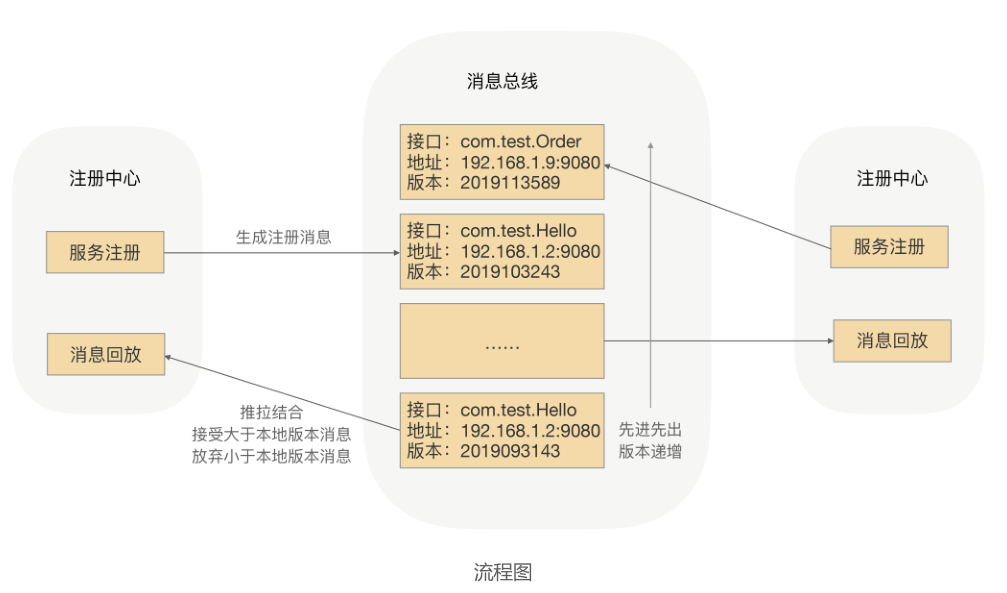 消息总线
接口：com.test.Order
地址：192.168.1.9:9080
版本：2019113589
注册中心
服务注册
生成注册消息
接口：com.test.Hello
地址：192.168.1.2:9080
版本：2019103243
注册中心
服务注册
消息回放
……
消息回放
推拉结合
接受大于本地版本消息
放弃小于本地版本消息
接口：com.test.Hello
地址：192.168.1.2:9080
版本：2019093143
先进先出
版本递增
流程图